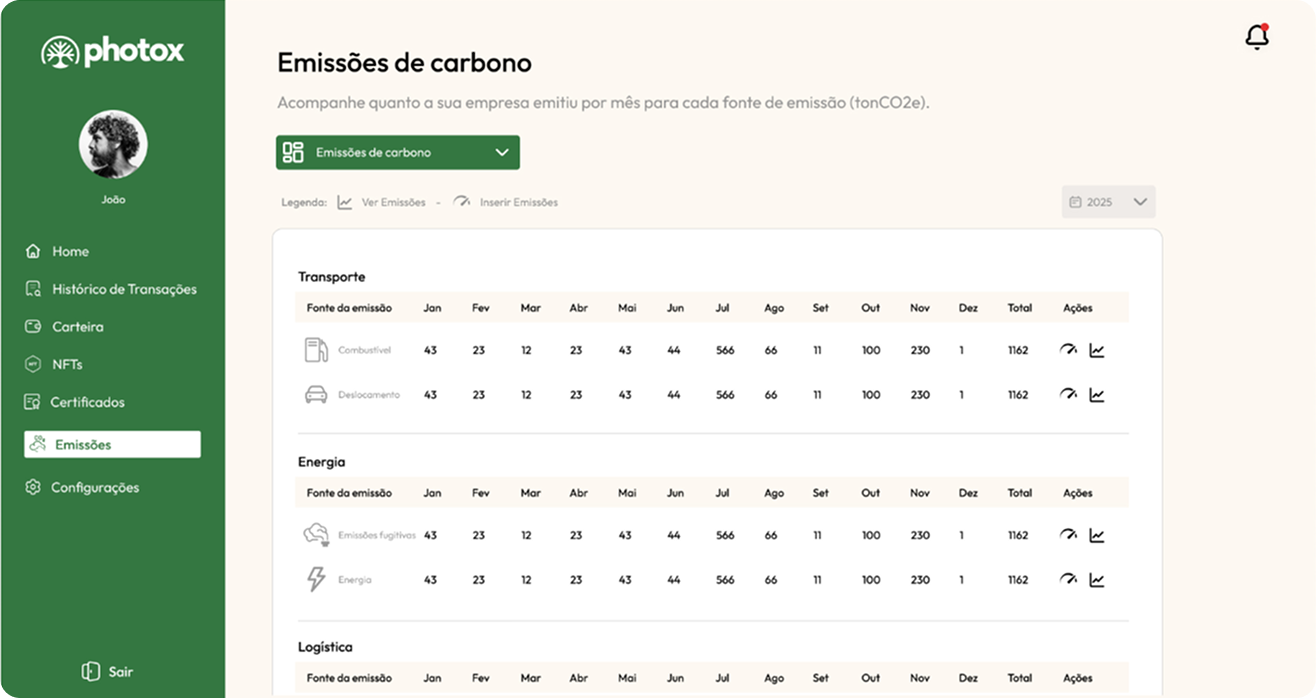 photox
João
Home
Histórico de Transações
Carteira
NFTs
Certificados
Emissões
Configurações
Sair
Emissões de carbono
Acompanhe quanto a sua empresa emitiu por mês para cada fonte de emissão (tonCO2e).
Emissões de carbono
Legenda: Ver Emissões - Inserir Emissões
2025
Transporte
Fonte da emissão Jan Fev Mar Abr Mai Jun Jul Ago Set Out Nov Dez Total Ações
Combustível 43 23 12 23 43 44 566 66 11 100 230 1 1162
Deslocamento 43 23 12 23 43 44 566 66 11 100 230 1 1162
Energia
Fonte da emissão Jan Fev Mar Abr Mai Jun Jul Ago Set Out Nov Dez Total Ações
Emissões fugitivas 43 23 12 23 43 44 566 66 11 100 230 1 1162
Energia 43 23 12 23 43 44 566 66 11 100 230 1 1162
Logística
Fonte da emissão Jan Fev Mar Abr Mai Jun Jul Ago Set Out Nov Dez Total Ações